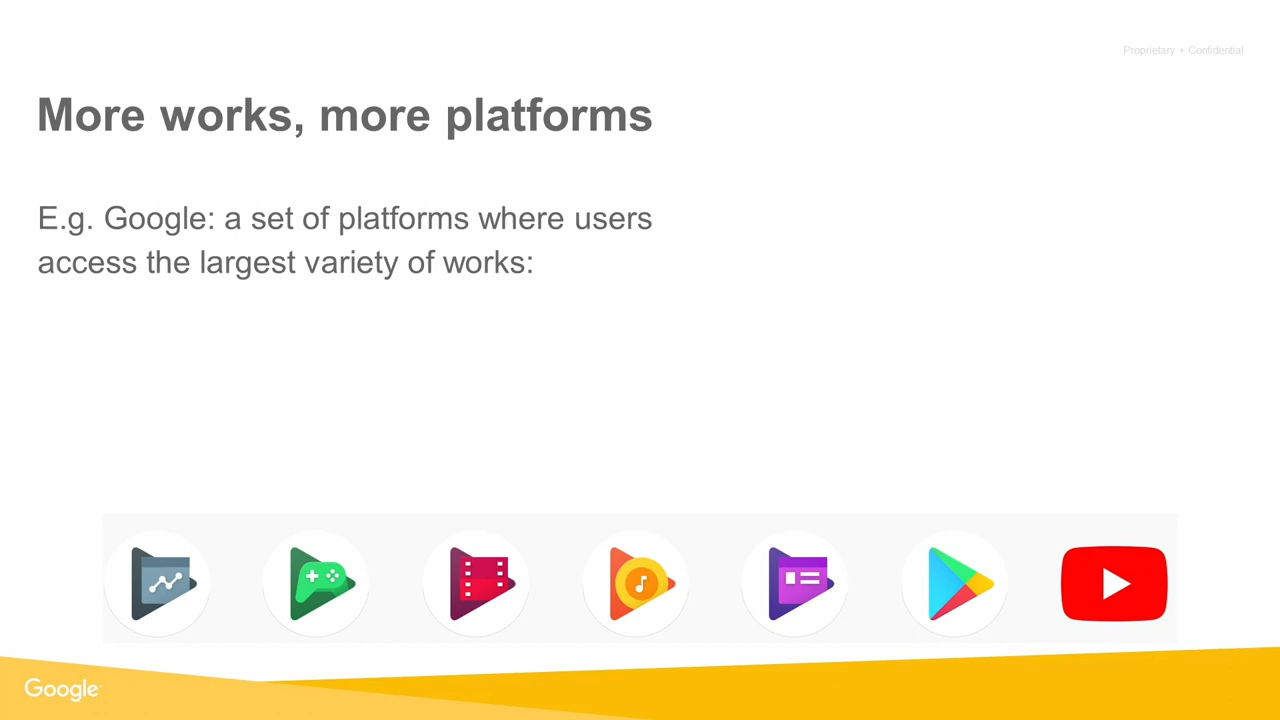 Proprietary + Confidential
More works, more platforms
E.g. Google: a set of platforms where users
access the largest variety of works:
Google